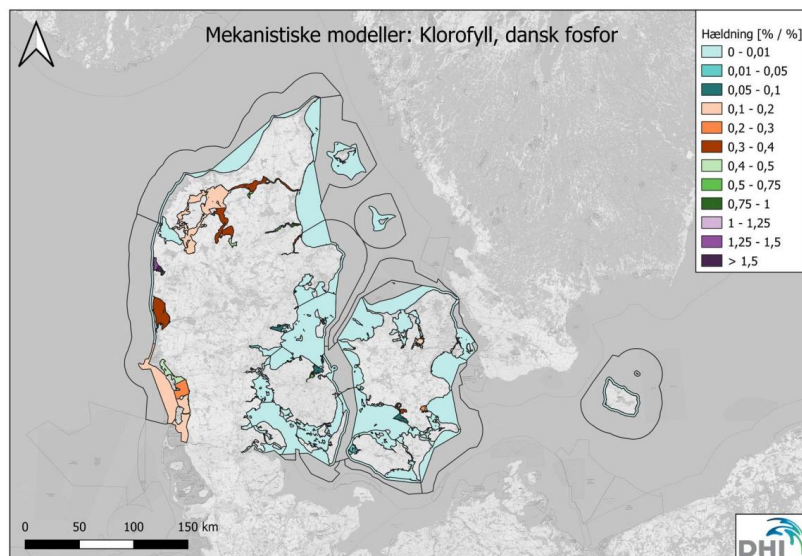 Mekanistiske modeller: Klorofyll, dansk fosfor
Hældning [% / %]
0 - 0,01
0,01 - 0,05
0,05 - 0,1
0,1 - 0,2
0,2 - 0,3
0,3 - 0,4
0,4 - 0,5
0,5 - 0,75
0,75 - 1
1 - 1,25
1,25 - 1,5
> 1,5
0 50 100 150 km
DHI